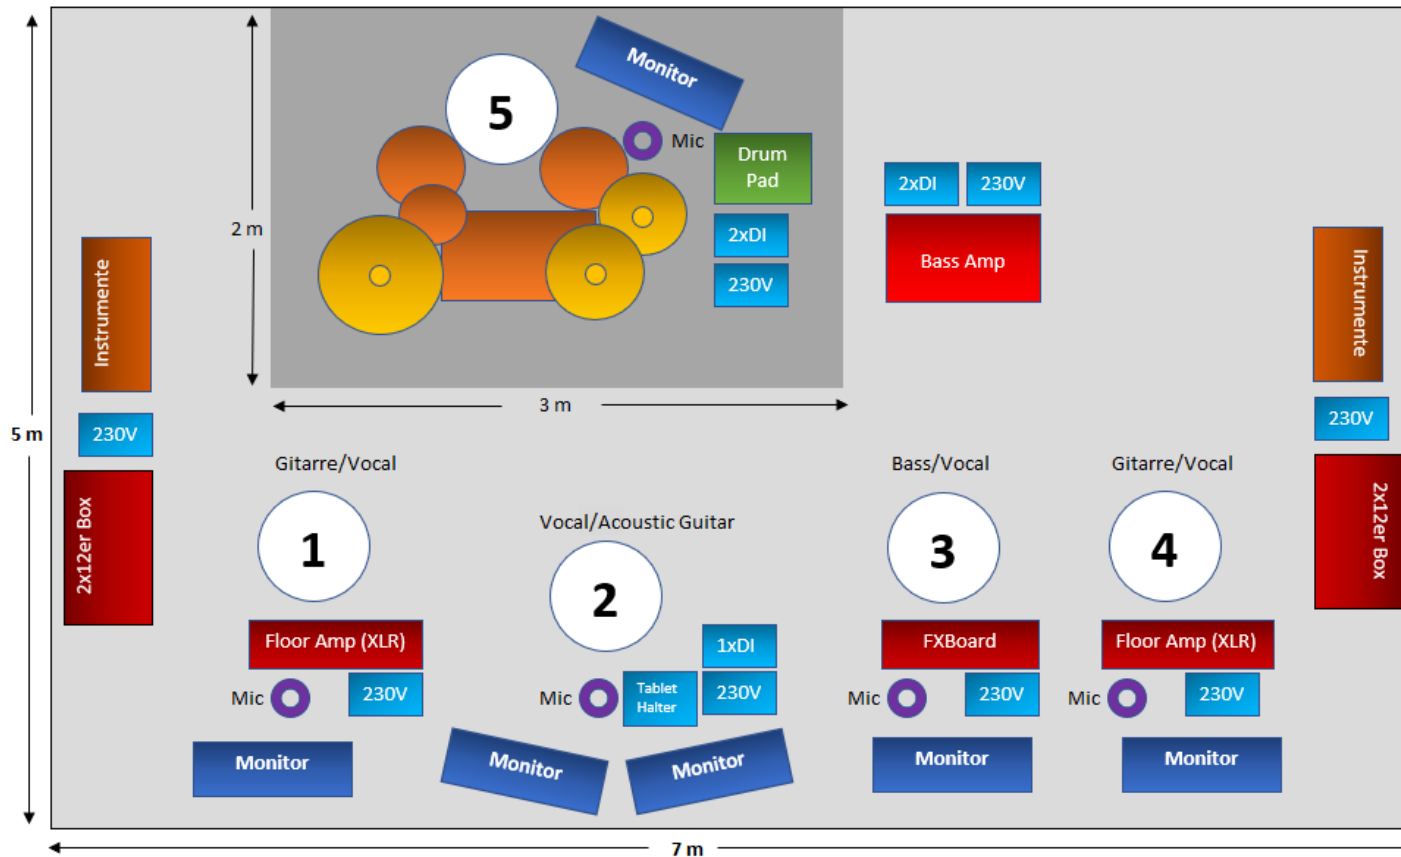 Monitor
5
Mic
Drum
Pad
2xDI
230V
2 m
3 m
2xDI
230V
Bass Amp
Instrumente
230V
2x12er Box
Instrumente
230V
2x12er Box
5 m
Gitarre/Vocal
1
Floor Amp (XLR)
Mic
230V
Monitor
Vocal/Acoustic Guitar
2
1xDI
Mic
Tablet
Halter
230V
Monitor
Monitor
Bass/Vocal
3
FXBoard
Mic
230V
Monitor
Gitarre/Vocal
4
Floor Amp (XLR)
Mic
230V
Monitor
7 m